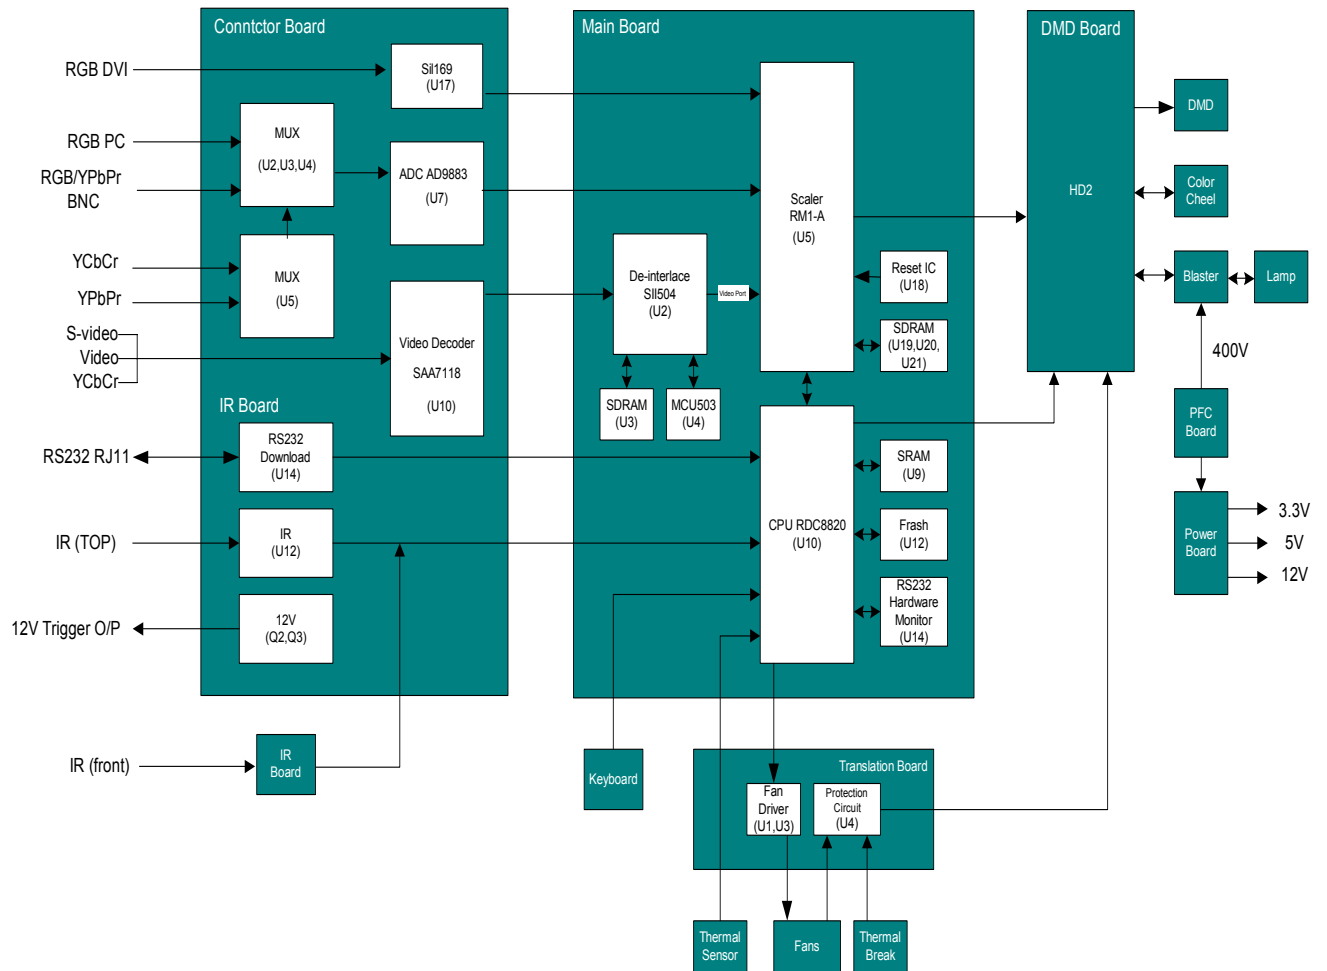 Conntctor Board
Main Board
DMD Board
RGB DVI
Sil169
(U17)
RGB PC
MUX
(U2,U3,U4)
RGB/YPbPr
BNC
ADC AD9883
(U7)
YCbCr
YPbPr
MUX
(U5)
S-video
Video
YCbCr
Video Decoder
SAA7118
(U10)
De-interlace
SII504
(U2)
Video Port
Scaler
RM1-A
(U5)
Reset IC
(U18)
SDRAM
(U19,U20,
U21)
SDRAM
(U3)
MCU503
(U4)
HD2
DMD
Color
Cheel
Blaster
Lamp
400V
PFC
Board
Power
Board
3.3V
5V
12V
IR Board
RS232 RJ11
RS232
Download
(U14)
IR (TOP)
IR
(U12)
12V Trigger O/P
12V
(Q2,Q3)
CPU RDC8820
(U10)
SRAM
(U9)
Frash
(U12)
RS232
Hardware
Monitor
(U14)
IR (front)
IR
Board
Keyboard
Translation Board
Fan
Driver
(U1,U3)
Protection
Circuit
(U4)
Thermal
Sensor
Fans
Thermal
Break